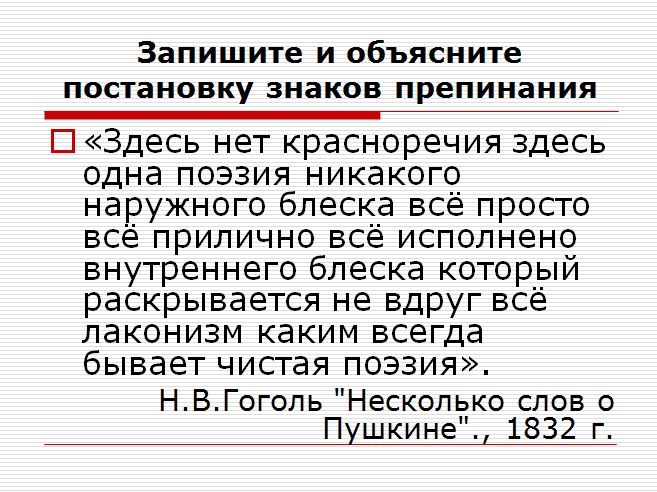 Запишите и объясните
постановку знаков препинания
«Здесь нет красноречия здесь
одна поэзия никакого
наружного блеска всё просто
всё прилично всё исполнено
внутреннего блеска который
раскрывается не вдруг всё
лаконизм каким всегда
бывает чистая поэзия».
Н.В.Гоголь "Несколько слов о
Пушкине"., 1832 г.